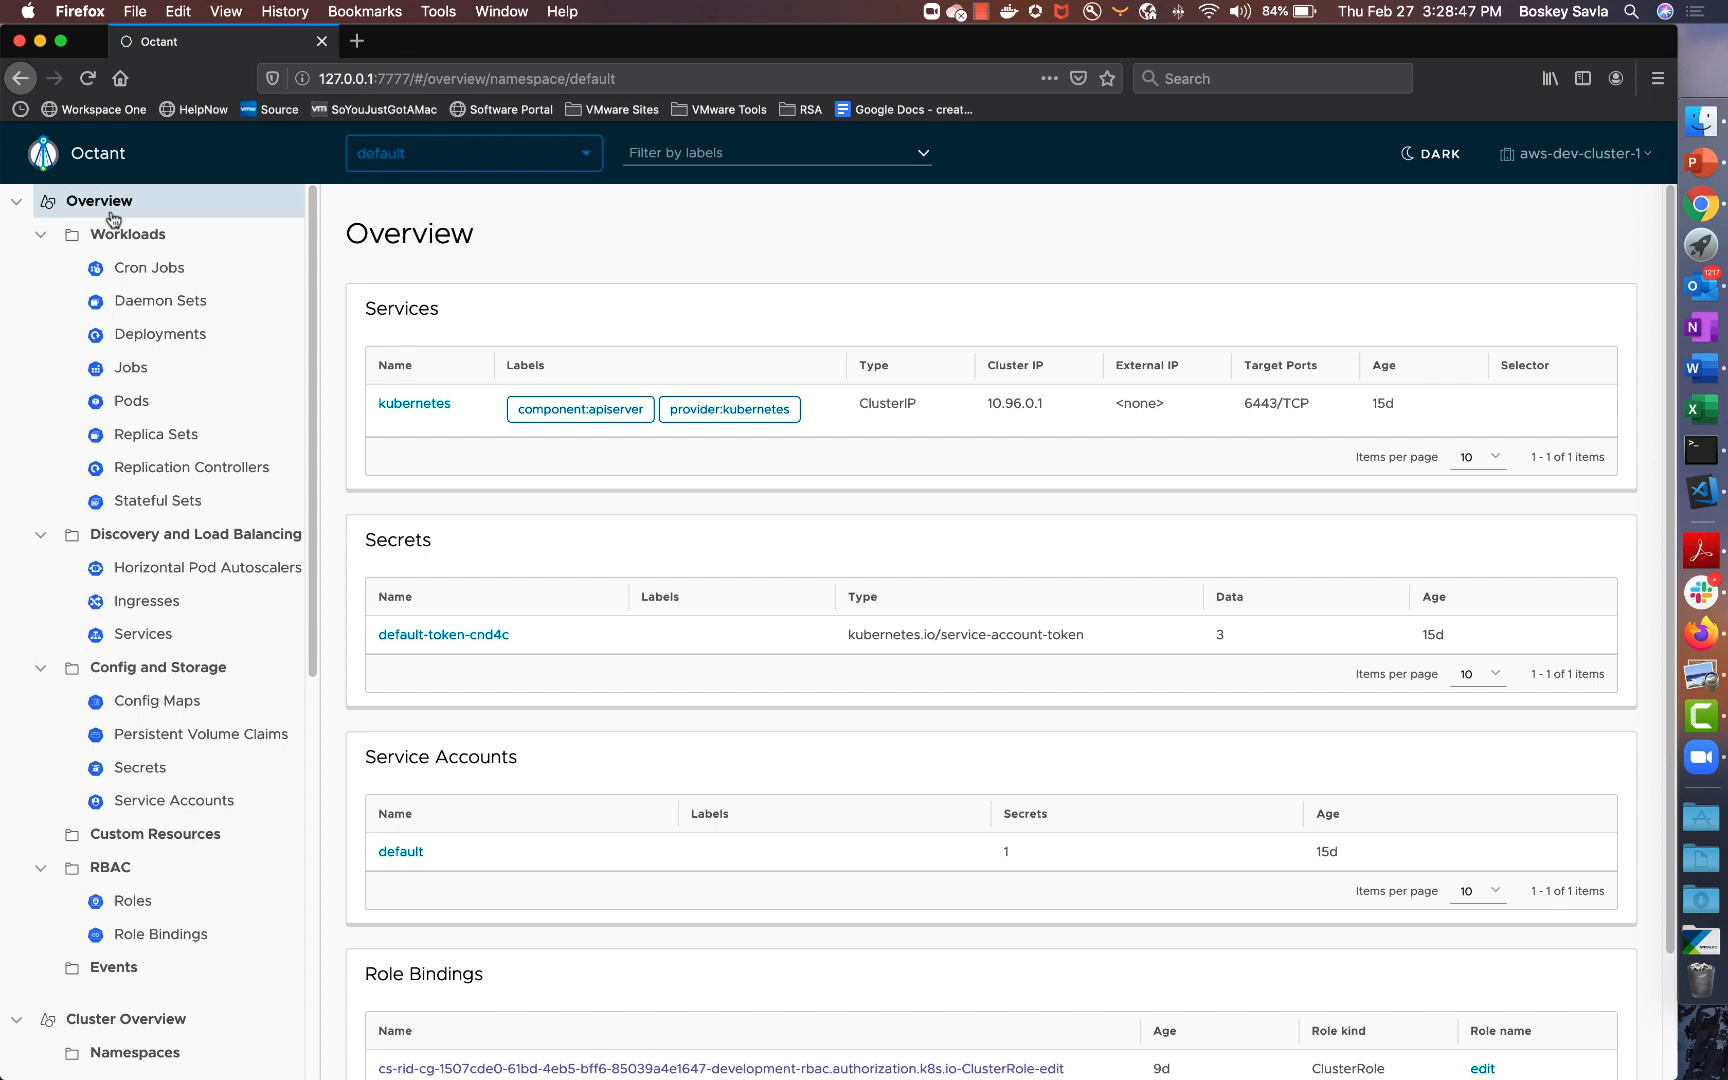 Firefox File Edit View History Bookmarks Tools Window Help 84% Thu Feb 27 3:28:47 PM Boskey Savla
Octant
127.0.0.1:7777/#/overview/namespace/default Search
Workspace One HelpNow vm Source vm SoYouJustGotAMac Software Portal VMware Sites VMware Tools RSA Google Docs - creat...
Octant default Filter by labels DARK aws-dev-cluster-1
Overview
Workloads
Cron Jobs
Daemon Sets
Deployments
Jobs
Pods
Replica Sets
Replication Controllers
Stateful Sets
Discovery and Load Balancing
Horizontal Pod Autoscalers
Ingresses
Services
Config and Storage
Config Maps
Persistent Volume Claims
Secrets
Service Accounts
Custom Resources
RBAC
Roles
Role Bindings
Events
Cluster Overview
Namespaces
Overview
Services
Name Labels Type Cluster IP External IP Target Ports Age Selector
kubernetes component:apiserver provider:kubernetes ClusterIP 10.96.0.1 <none> 6443/TCP 15d
Items per page 10 1 - 1 of 1 items
Secrets
Name Labels Type Data Age
default-token-cnd4c kubernetes.io/service-account-token 3 15d
Items per page 10 1 - 1 of 1 items
Service Accounts
Name Labels Secrets Age
default 1 15d
Items per page 10 1 - 1 of 1 items
Role Bindings
Name Age Role kind Role name
cs-rid-cg-1507cde0-61bd-4eb5-bff6-85039a4e1647-development-rbac.authorization.k8s.io-ClusterRole-edit 9d ClusterRole edit
P
1217
O
N
W
X
>_
C